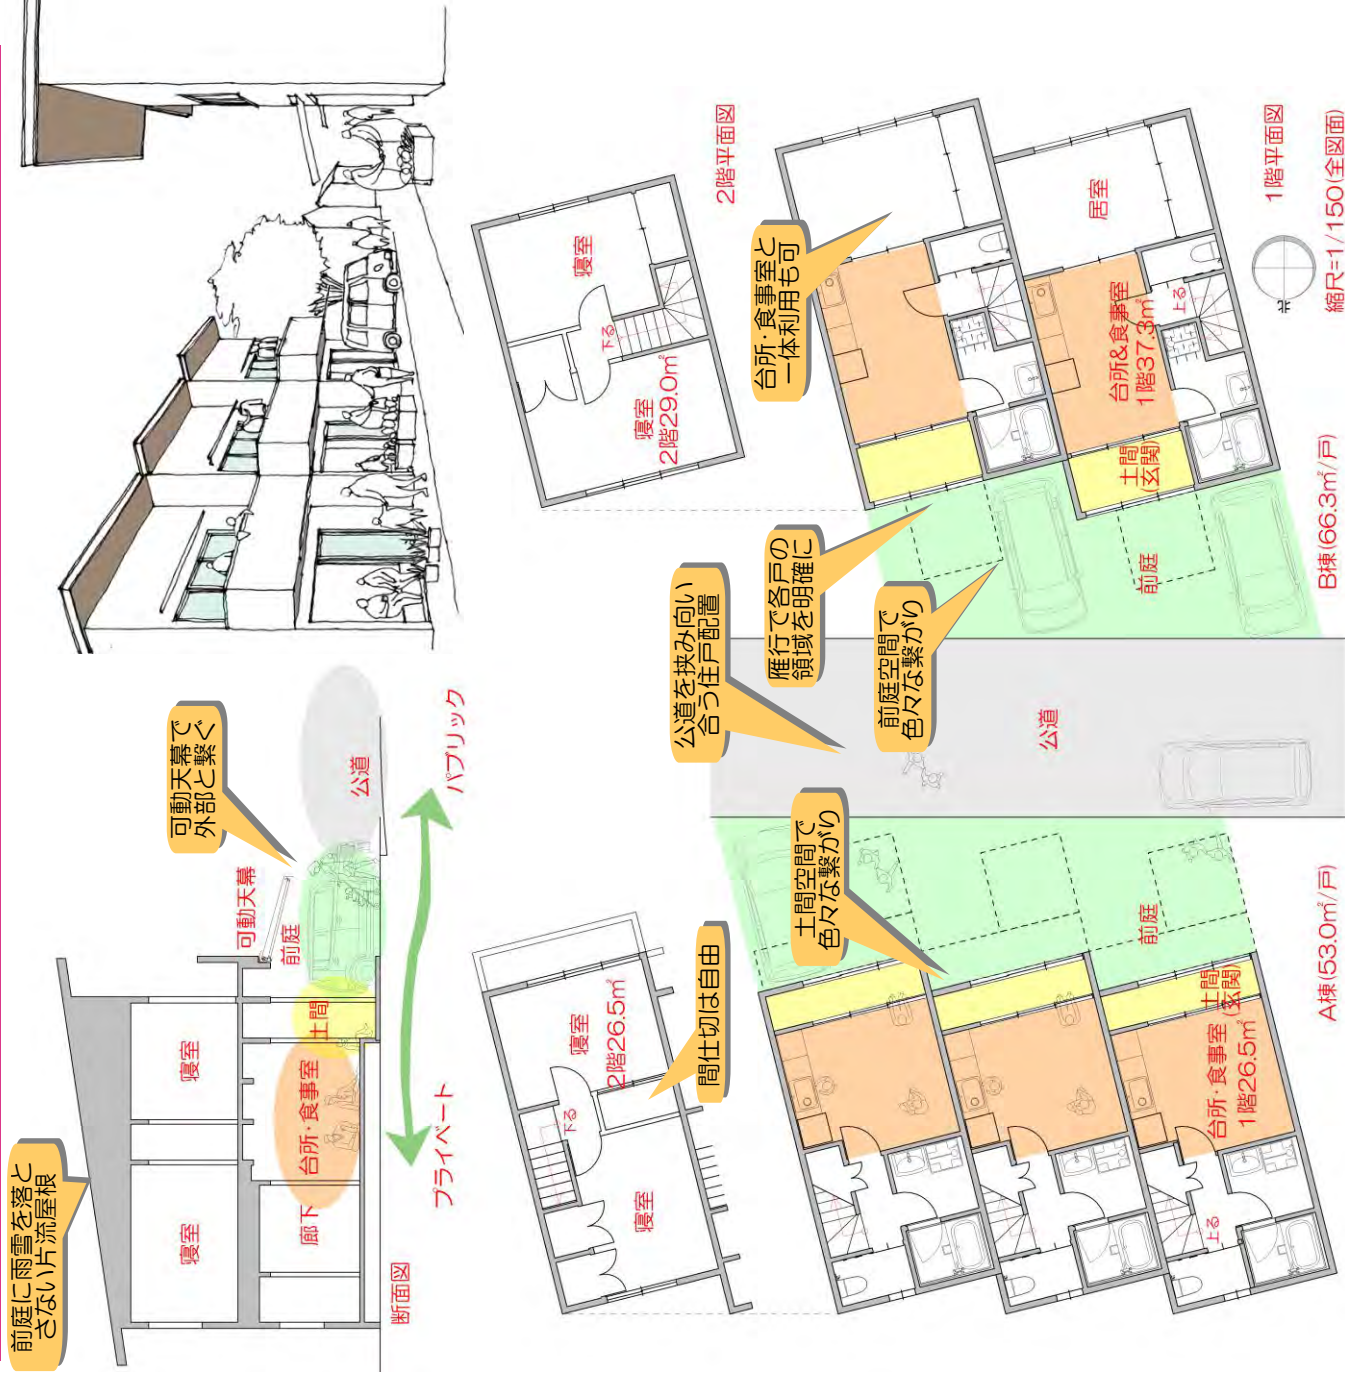 前庭に雨雪を落と
さない片流屋根
寝室
寝室
廊下
台所・食事室
土間
前庭
可動天幕
可動天幕で
外部と繋ぐ
公道
プライベート
パブリック
断面図
寝室
寝室
2階26.5㎡
下る
間仕切は自由
寝室
2階29.0㎡
寝室
下る
2階平面図
土間空間で
色々な繋がり
公道を挟み向い
合う住戸配置
雁行で各戸の
領域を明確に
前庭空間で
色々な繋がり
台所・食事室と
一体利用も可
台所・食事室
1階26.5㎡
土間
(玄関)
前庭
上る
公道
前庭
土間
(玄関)
台所&食事室
1階37.3㎡
上る
居室
A棟(53.0㎡/戸)
B棟(66.3㎡/戸)
1階平面図
北
縮尺=1/150(全図面)